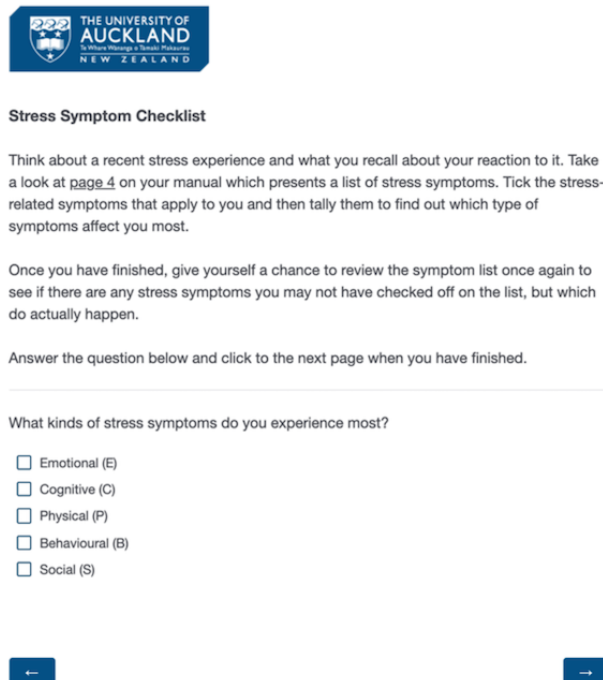 THE UNIVERSITY OF
AUCKLAND
Te Whare Wānanga o Tāmaki Makaurau
NEW ZEALAND
Stress Symptom Checklist
Think about a recent stress experience and what you recall about your reaction to it. Take
a look at page 4 on your manual which presents a list of stress symptoms. Tick the stress-
related symptoms that apply to you and then tally them to find out which type of
symptoms affect you most.
Once you have finished, give yourself a chance to review the symptom list once again to
see if there are any stress symptoms you may not have checked off on the list, but which
do actually happen.
Answer the question below and click to the next page when you have finished.
What kinds of stress symptoms do you experience most?
Emotional (E)
Cognitive (C)
Physical (P)
Behavioural (B)
Social (S)
← →